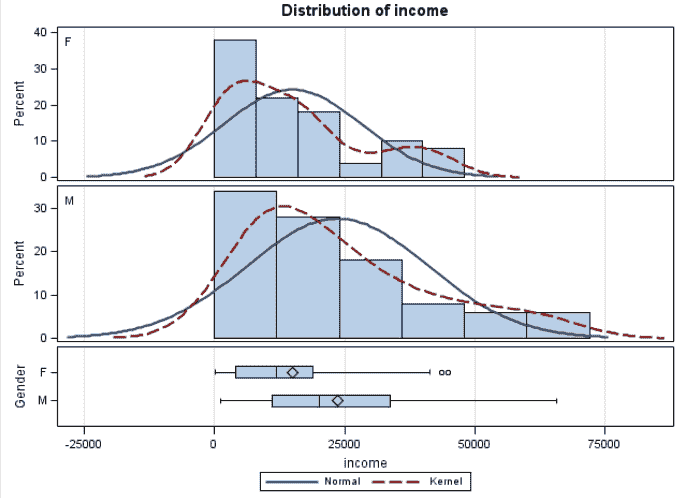 Distribution of income
F
40
30
20
10
0
Percent
M
30
20
10
0
Percent
F
M
Gender
-25000 0 25000 50000 75000
income
Normal Kernel